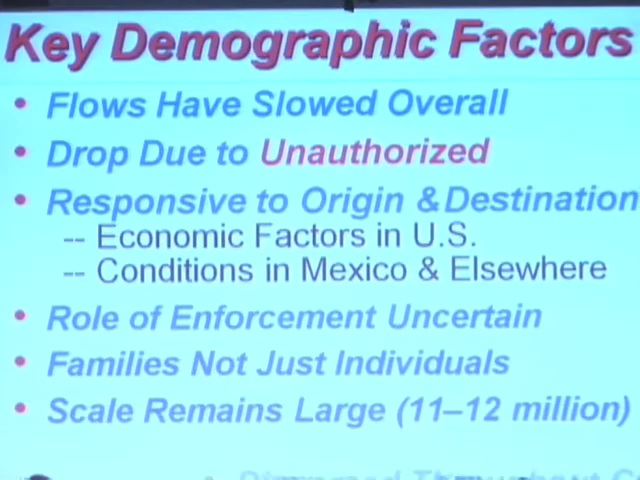 Key Demographic Factors
• Flows Have Slowed Overall
• Drop Due to Unauthorized
• Responsive to Origin & Destination
-- Economic Factors in U.S.
-- Conditions in Mexico & Elsewhere
• Role of Enforcement Uncertain
• Families Not Just Individuals
• Scale Remains Large (11–12 million)